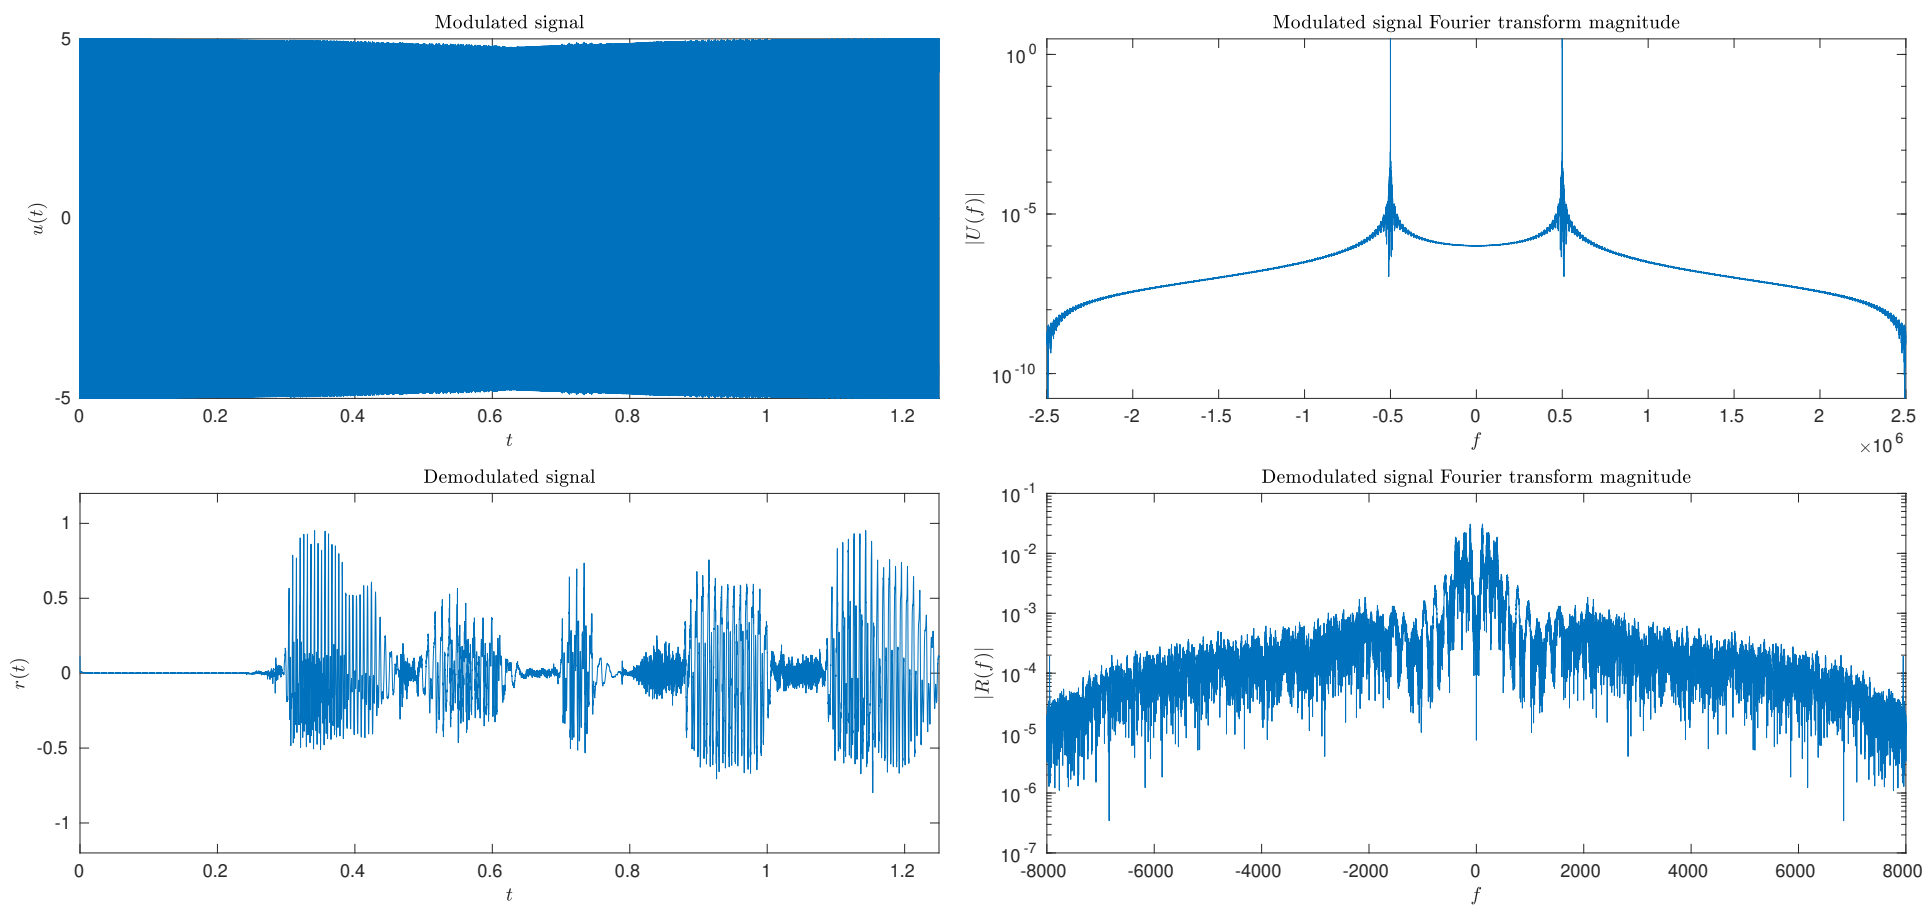 Modulated signal
5
0
-5
u(t)
0 0.2 0.4 0.6 0.8 1 1.2
t
Modulated signal Fourier transform magnitude
10^0
10^-5
10^-10
|U(f)|
-2.5 -2 -1.5 -1 -0.5 0 0.5 1 1.5 2 2.5
f
×10^6
Demodulated signal
1
0.5
0
-0.5
-1
r(t)
0 0.2 0.4 0.6 0.8 1 1.2
t
Demodulated signal Fourier transform magnitude
10^-1
10^-2
10^-3
10^-4
10^-5
10^-6
10^-7
|R(f)|
-8000 -6000 -4000 -2000 0 2000 4000 6000 8000
f